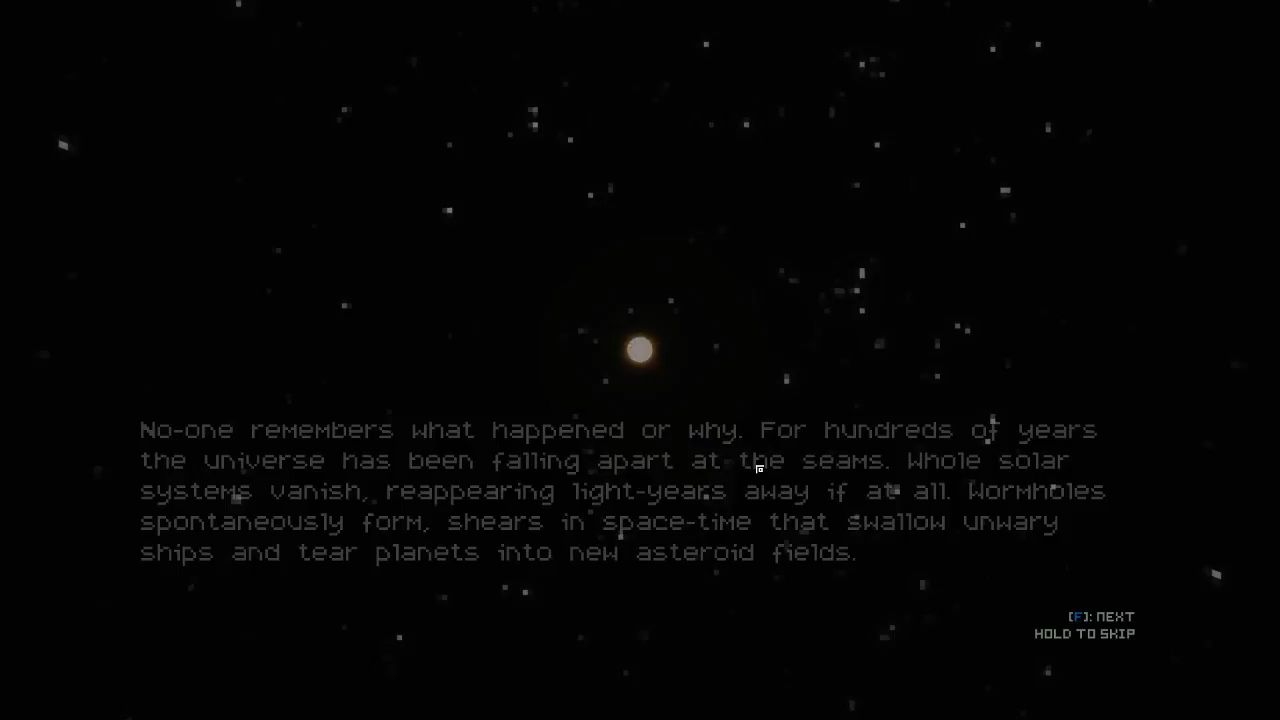 No-one remembers what happened or why. For hundreds of years
the universe has been falling apart at the seams. Whole solar
systems vanish, reappearing light-years away if at all. Wormholes
spontaneously form, shears in space-time that swallow unwary
ships and tear planets into new asteroid fields.
[F]: NEXT
HOLD TO SKIP